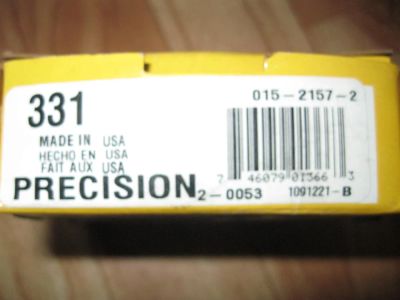 331
015-2157-2
MADE IN USA
HECHO EN USA
FAIT AUX USA
7 46079 01366 3
PRECISION
2-0053 1091221-B